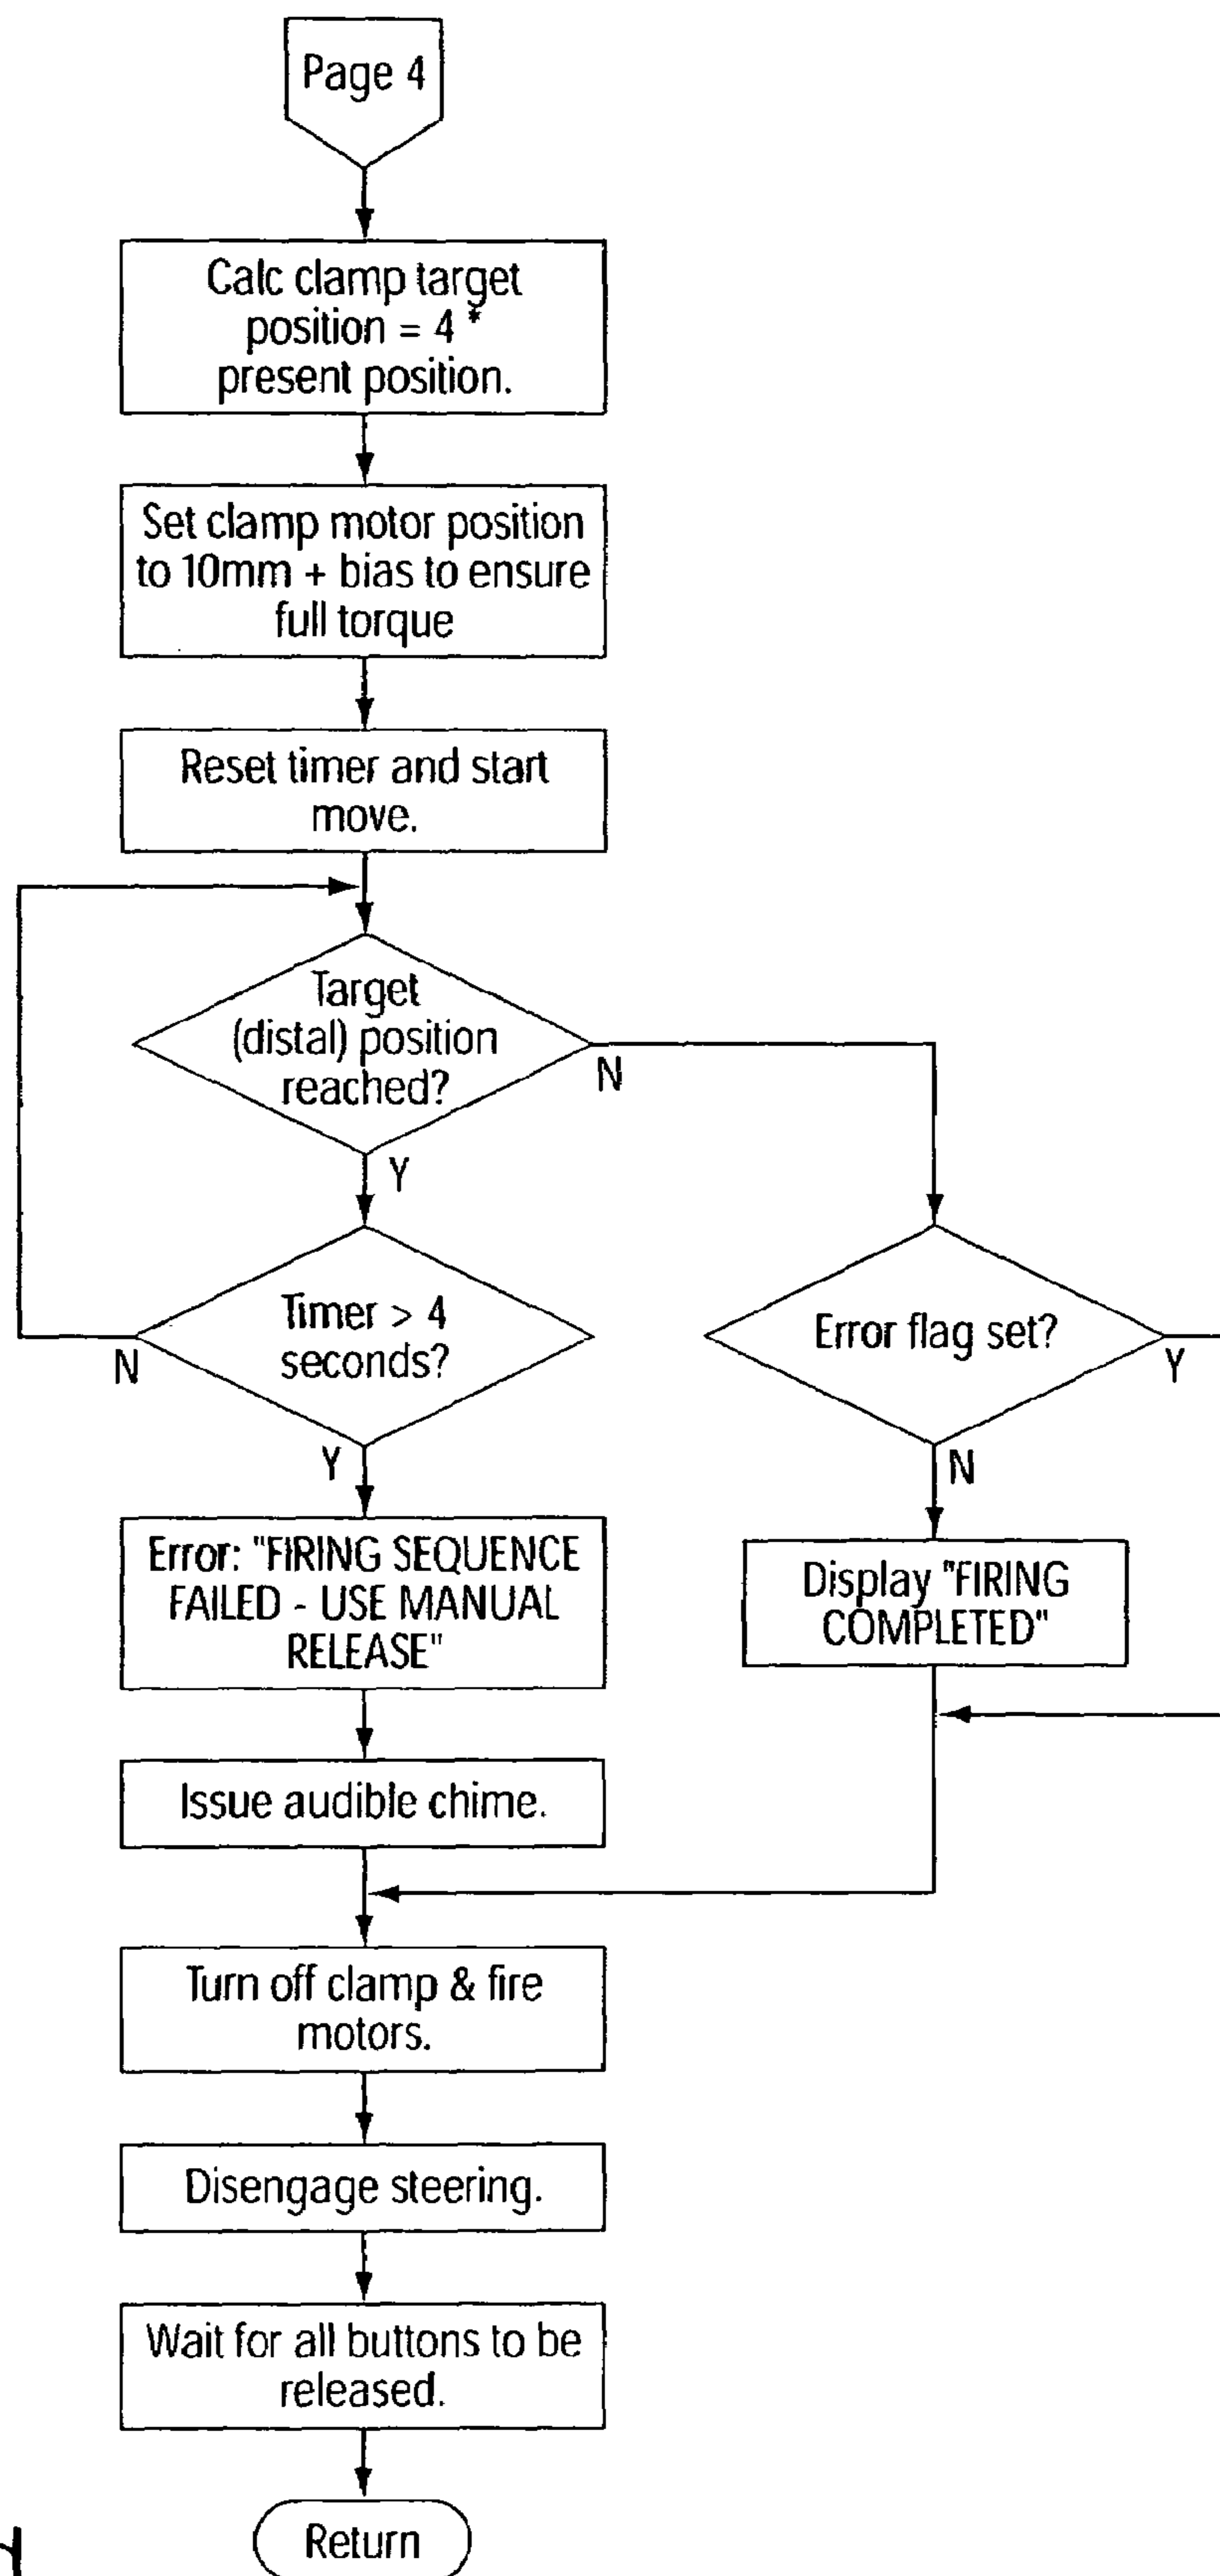 Page 4
Calc clamp target
position = 4 *
present position.
Set clamp motor position
to 10mm + bias to ensure
full torque
Reset timer and start
move.
Target
(distal) position
reached?
N
Y
Timer > 4
seconds?
N
Y
Error flag set?
Y
N
Error: "FIRING SEQUENCE
FAILED - USE MANUAL
RELEASE"
Display "FIRING
COMPLETED"
Issue audible chime.
Turn off clamp & fire
motors.
Disengage steering.
Wait for all buttons to be
released.
Return